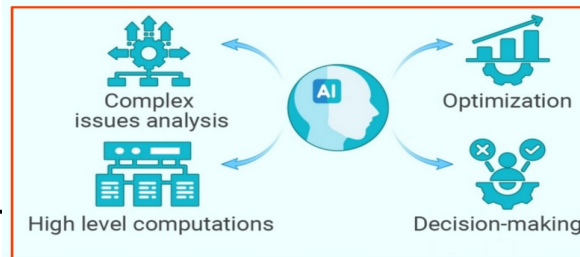 AI
Complex
issues analysis
Optimization
High level computations
Decision-making